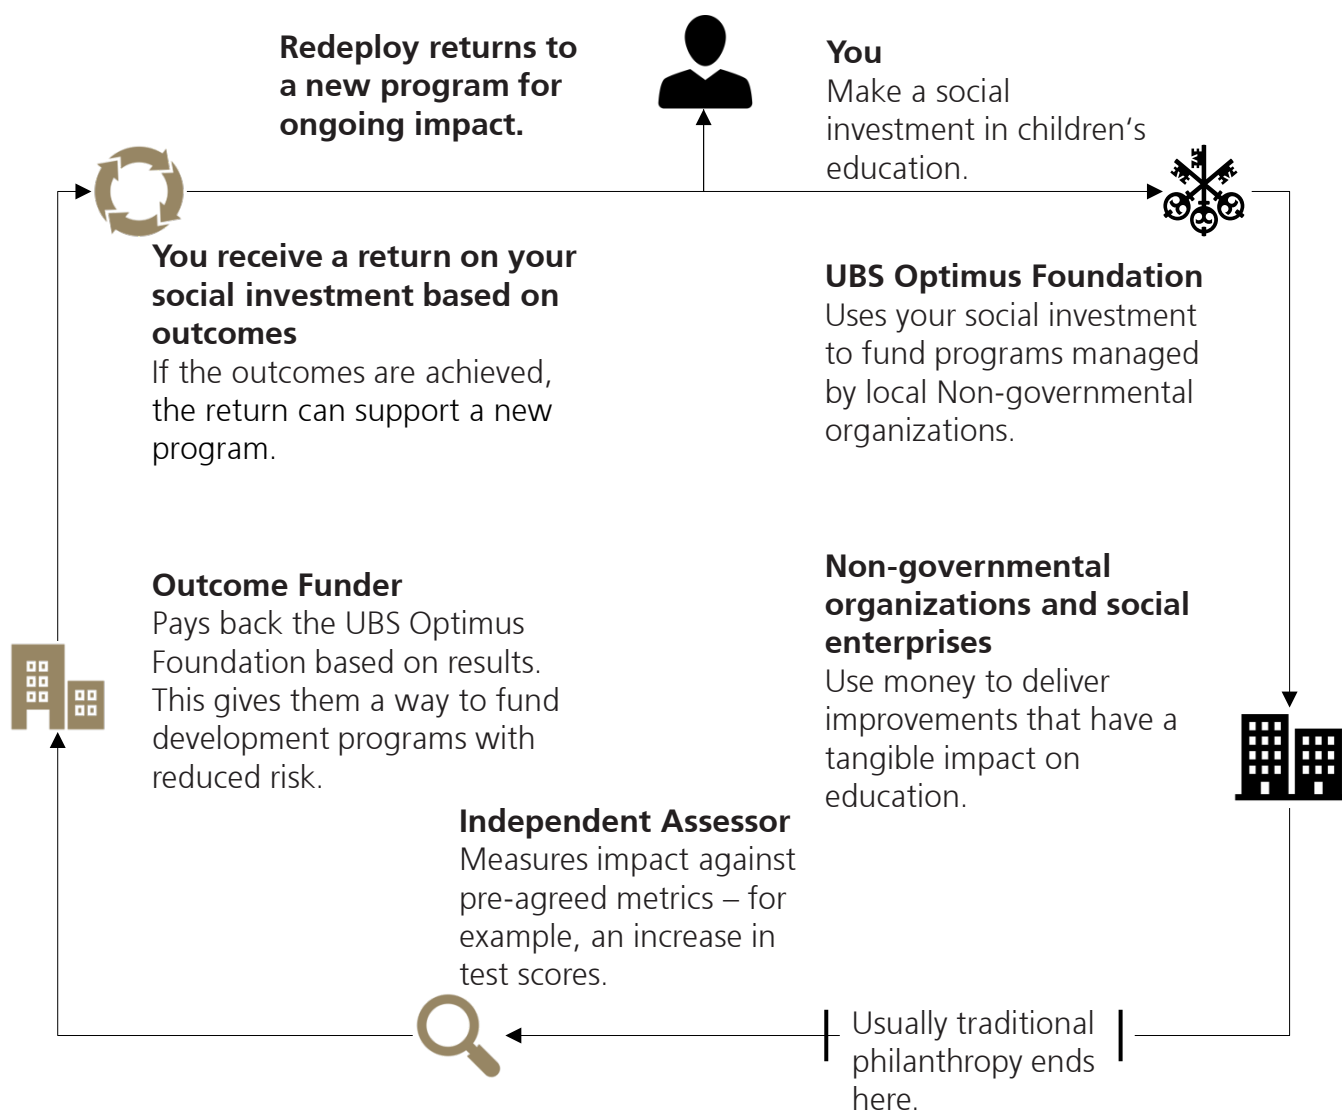 Redeploy returns to
a new program for
ongoing impact.
You
Make a social
investment in children‘s
education.
You receive a return on your
social investment based on
outcomes
If the outcomes are achieved,
the return can support a new
program.
UBS Optimus Foundation
Uses your social investment
to fund programs managed
by local Non-governmental
organizations.
Outcome Funder
Pays back the UBS Optimus
Foundation based on results.
This gives them a way to fund
development programs with
reduced risk.
Non-governmental
organizations and social
enterprises
Use money to deliver
improvements that have a
tangible impact on
education.
Independent Assessor
Measures impact against
pre-agreed metrics – for
example, an increase in
test scores.
Usually traditional
philanthropy ends
here.